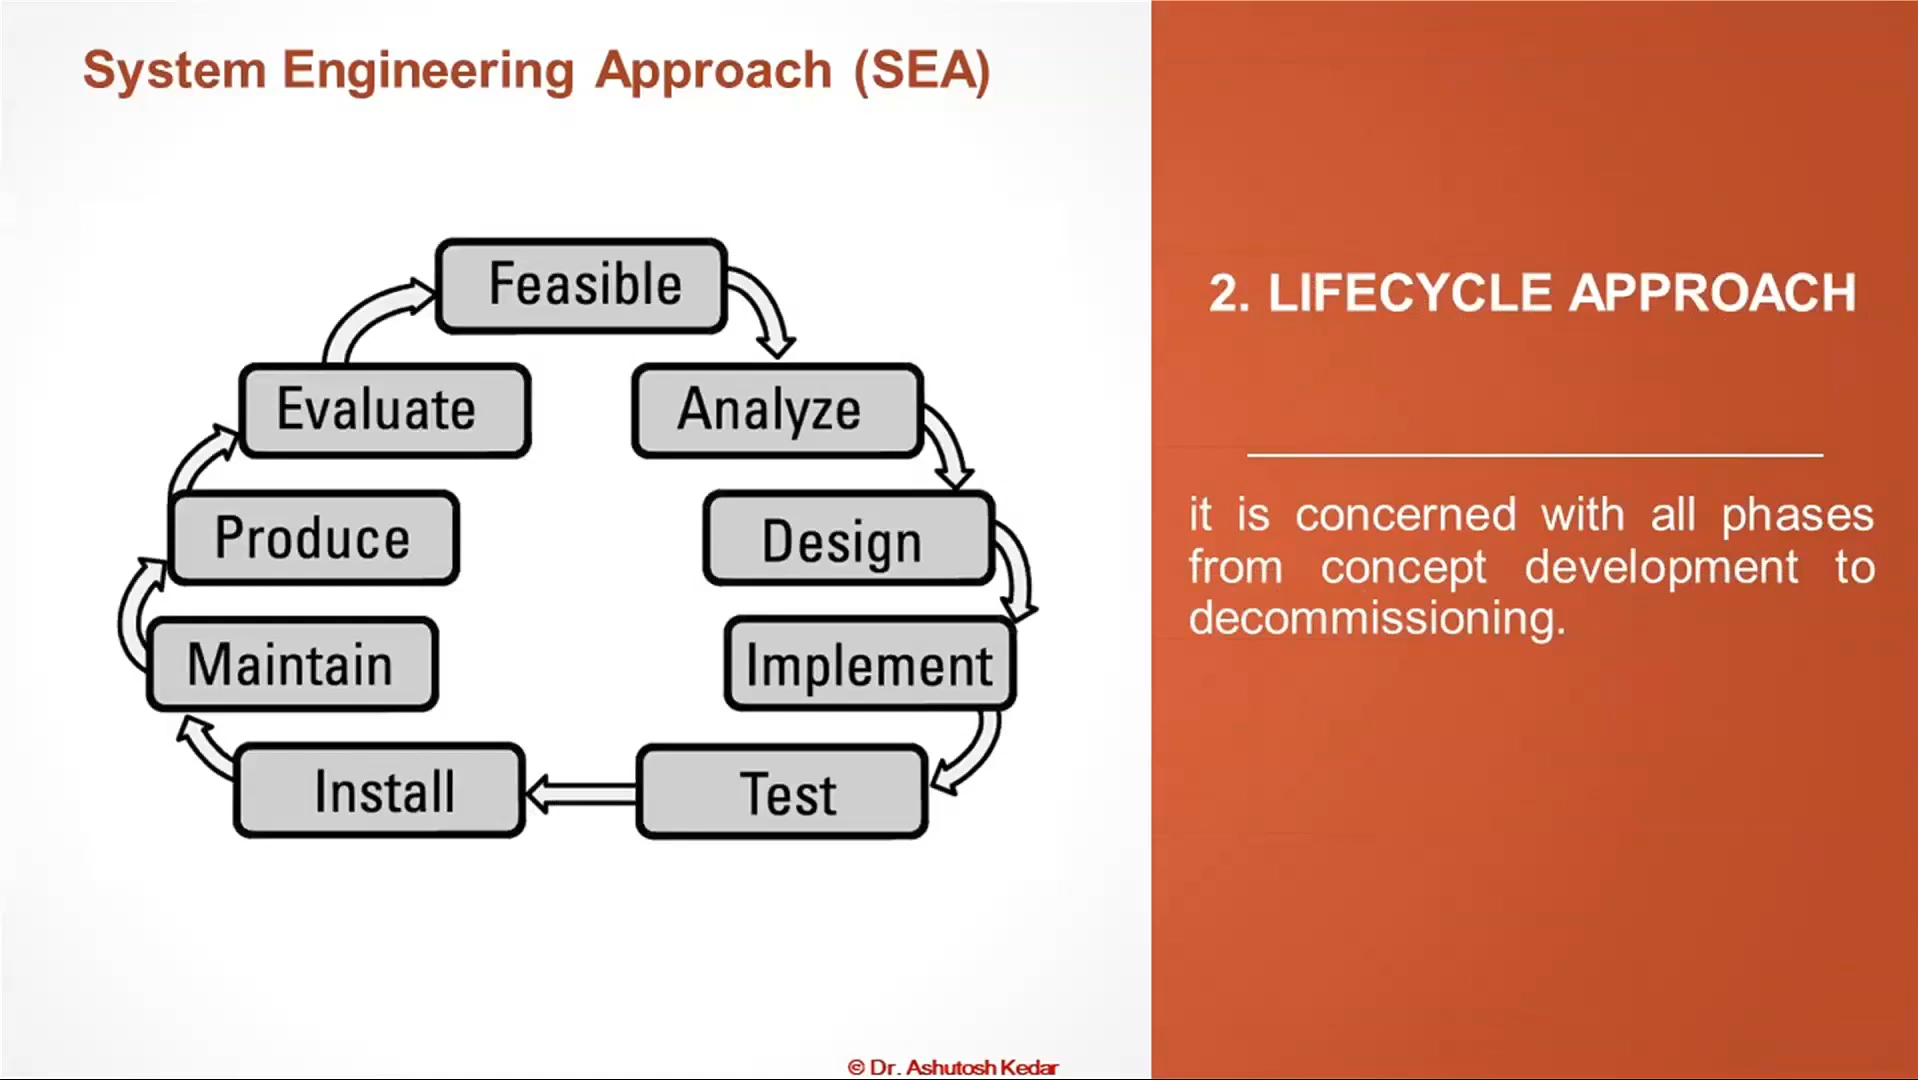 System Engineering Approach (SEA)
Feasible
Evaluate
Analyze
Produce
Design
Maintain
Implement
Install
Test
2. LIFECYCLE APPROACH
it is concerned with all phases
from concept development to
decommissioning.
© Dr. Ashutosh Kedar